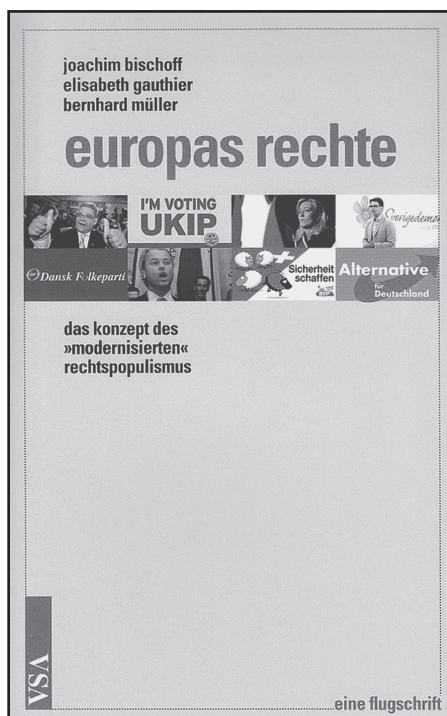 joachim bischoff
elisabeth gauthier
bernhard müller
europas rechte
I'M VOTING
UKIP
Sverigedemo
Dansk Folkeparti
Sicherheit
schaffen
Alternative
für
Deutschland
das konzept des
»modernisierten«
rechtspopulismus
VSA
eine flugschrift